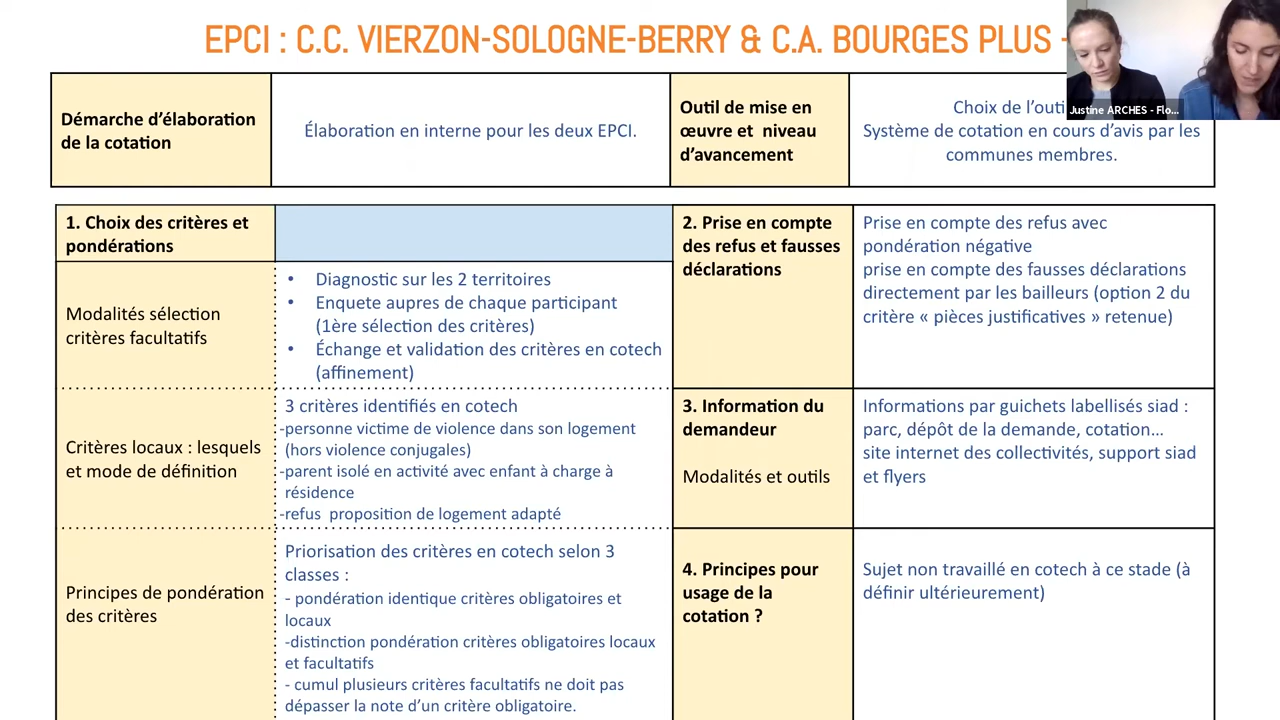 EPCI : C.C. VIERZON-SOLOGNE-BERRY & C.A. BOURGES PLUS -
Justine ARCHES - Flo...
Démarche d'élaboration
de la cotation
Élaboration en interne pour les deux EPCI.
Outil de mise en
œuvre et niveau
d'avancement
Choix de l'outi
Système de cotation en cours d'avis par les
communes membres.
1. Choix des critères et
pondérations
Modalités sélection
critères facultatifs
• Diagnostic sur les 2 territoires
• Enquete aupres de chaque participant
(1ère sélection des critères)
• Échange et validation des critères en cotech
(affinement)
Critères locaux : lesquels
et mode de définition
3 critères identifiés en cotech
-personne victime de violence dans son logement
(hors violence conjugales)
-parent isolé en activité avec enfant à charge à
résidence
-refus proposition de logement adapté
Principes de pondération
des critères
Priorisation des critères en cotech selon 3
classes :
- pondération identique critères obligatoires et
locaux
-distinction pondération critères obligatoires locaux
et facultatifs
- cumul plusieurs critères facultatifs ne doit pas
dépasser la note d'un critère obligatoire.
2. Prise en compte
des refus et fausses
déclarations
Prise en compte des refus avec
pondération négative
prise en compte des fausses déclarations
directement par les bailleurs (option 2 du
critère « pièces justificatives » retenue)
3. Information du
demandeur
Modalités et outils
Informations par guichets labellisés siad :
parc, dépôt de la demande, cotation...
site internet des collectivités, support siad
et flyers
4. Principes pour
usage de la
cotation ?
Sujet non travaillé en cotech à ce stade (à
définir ultérieurement)